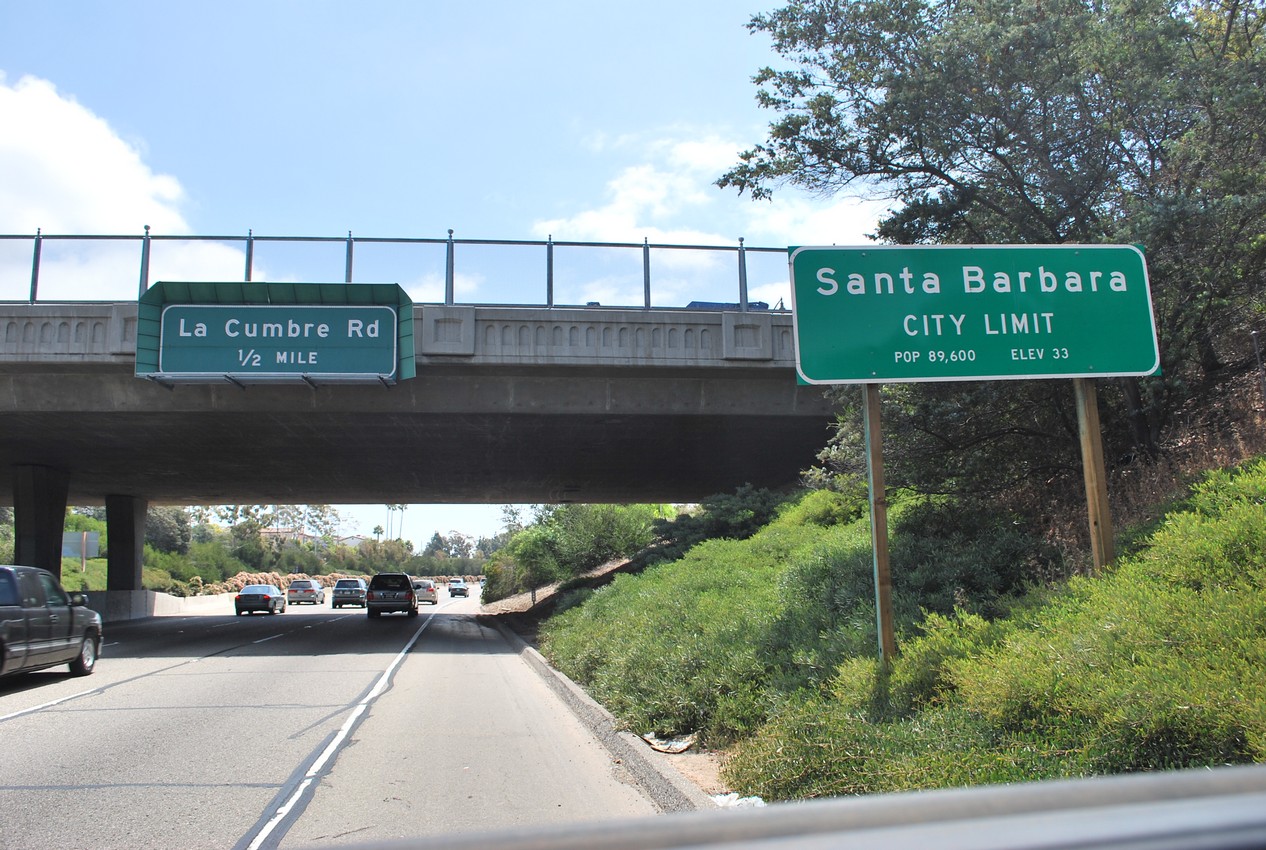 La Cumbre Rd
1/2 MILE
Santa Barbara
CITY LIMIT
POP 89,600 ELEV 33